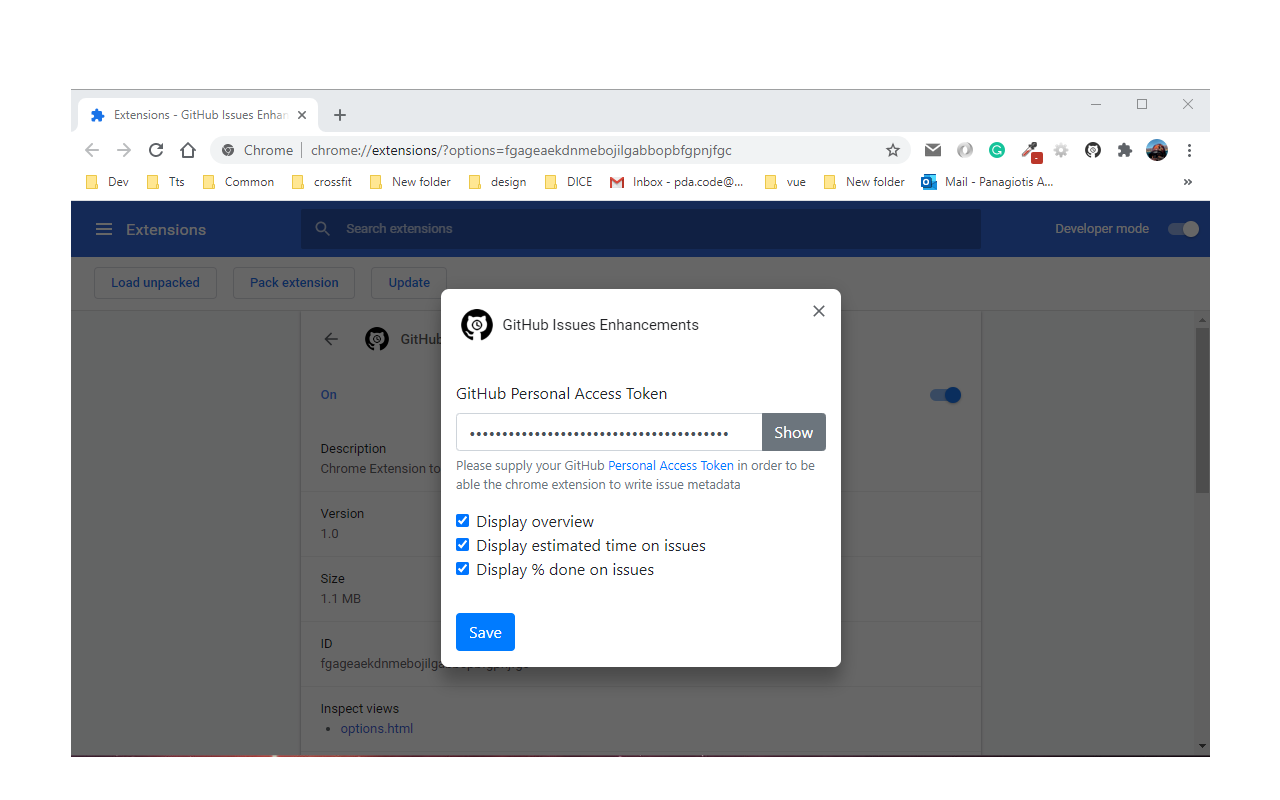 Extensions - GitHub Issues Enhan
Chrome chrome://extensions/?options=fgageaekdnmebojilgabbopbfgpnjfgc
Dev Tts Common crossfit New folder design DICE Inbox - pda.code@... vue New folder Mail - Panagiotis A... »
Extensions Search extensions Developer mode
Load unpacked Pack extension Update
GitHub Issues Enhancements
GitHub Personal Access Token
•••••••••••••••••••••••••••••••••••••••• Show
Please supply your GitHub Personal Access Token in order to be
able the chrome extension to write issue metadata
Display overview
Display estimated time on issues
Display % done on issues
Save
GitHub
On
Description
Chrome Extension to
Version
1.0
Size
1.1 MB
ID
Inspect views
• options.html